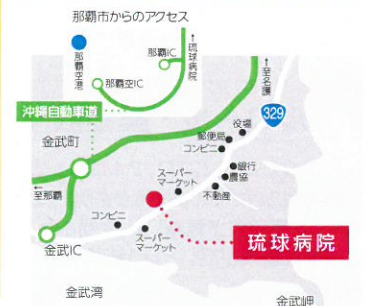 那覇市からのアクセス
那覇空港
那覇IC
↑琉球病院
那覇空IC
沖縄自動車道
↑至名護
329
金武町
役場
郵便局
コンビニ
銀行
農協
不動産
スーパー
マーケット
←至那覇
コンビニ
スーパー
マーケット
琉球病院
金武IC
金武湾
金武岬